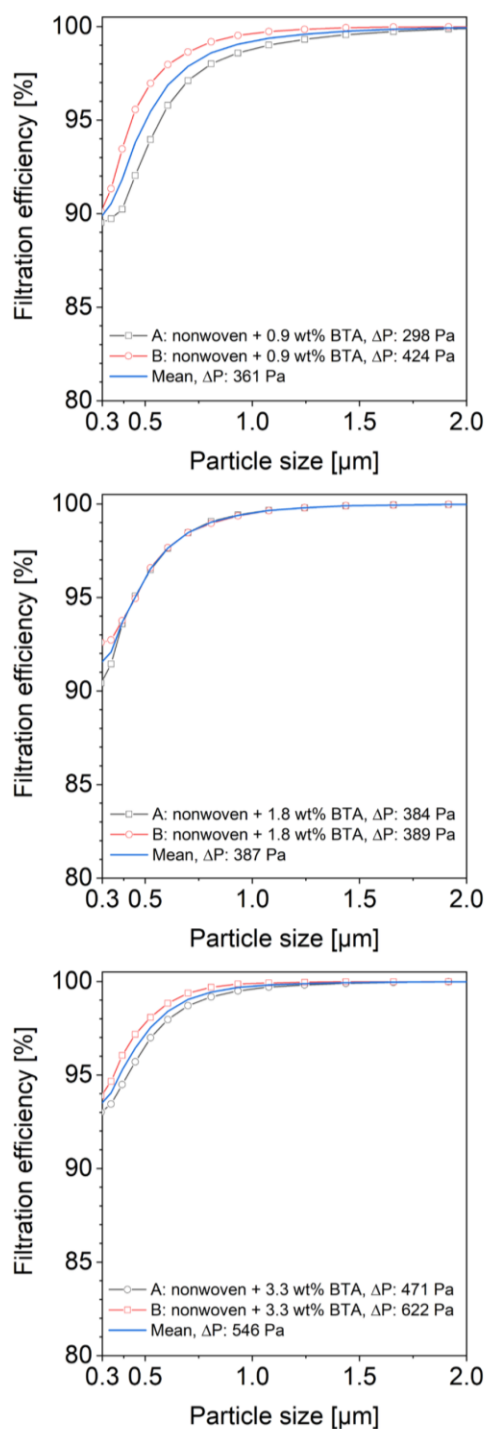 100
95
90
85
80
Filtration efficiency [%]
A: nonwoven + 0.9 wt% BTA, ΔP: 298 Pa
B: nonwoven + 0.9 wt% BTA, ΔP: 424 Pa
Mean, ΔP: 361 Pa
0.3 0.5 1.0 1.5 2.0
Particle size [µm]
100
95
90
85
80
Filtration efficiency [%]
A: nonwoven + 1.8 wt% BTA, ΔP: 384 Pa
B: nonwoven + 1.8 wt% BTA, ΔP: 389 Pa
Mean, ΔP: 387 Pa
0.3 0.5 1.0 1.5 2.0
Particle size [µm]
100
95
90
85
80
Filtration efficiency [%]
A: nonwoven + 3.3 wt% BTA, ΔP: 471 Pa
B: nonwoven + 3.3 wt% BTA, ΔP: 622 Pa
Mean, ΔP: 546 Pa
0.3 0.5 1.0 1.5 2.0
Particle size [µm]